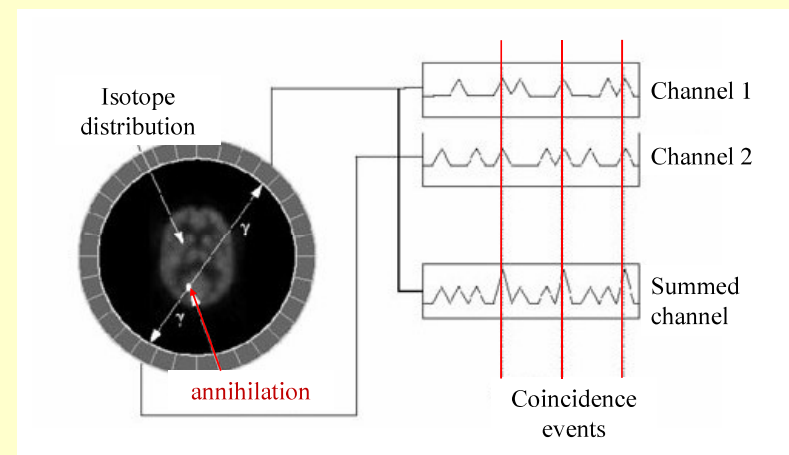 Isotope
distribution
γ
γ
annihilation
Channel 1
Channel 2
Summed
channel
Coincidence
events